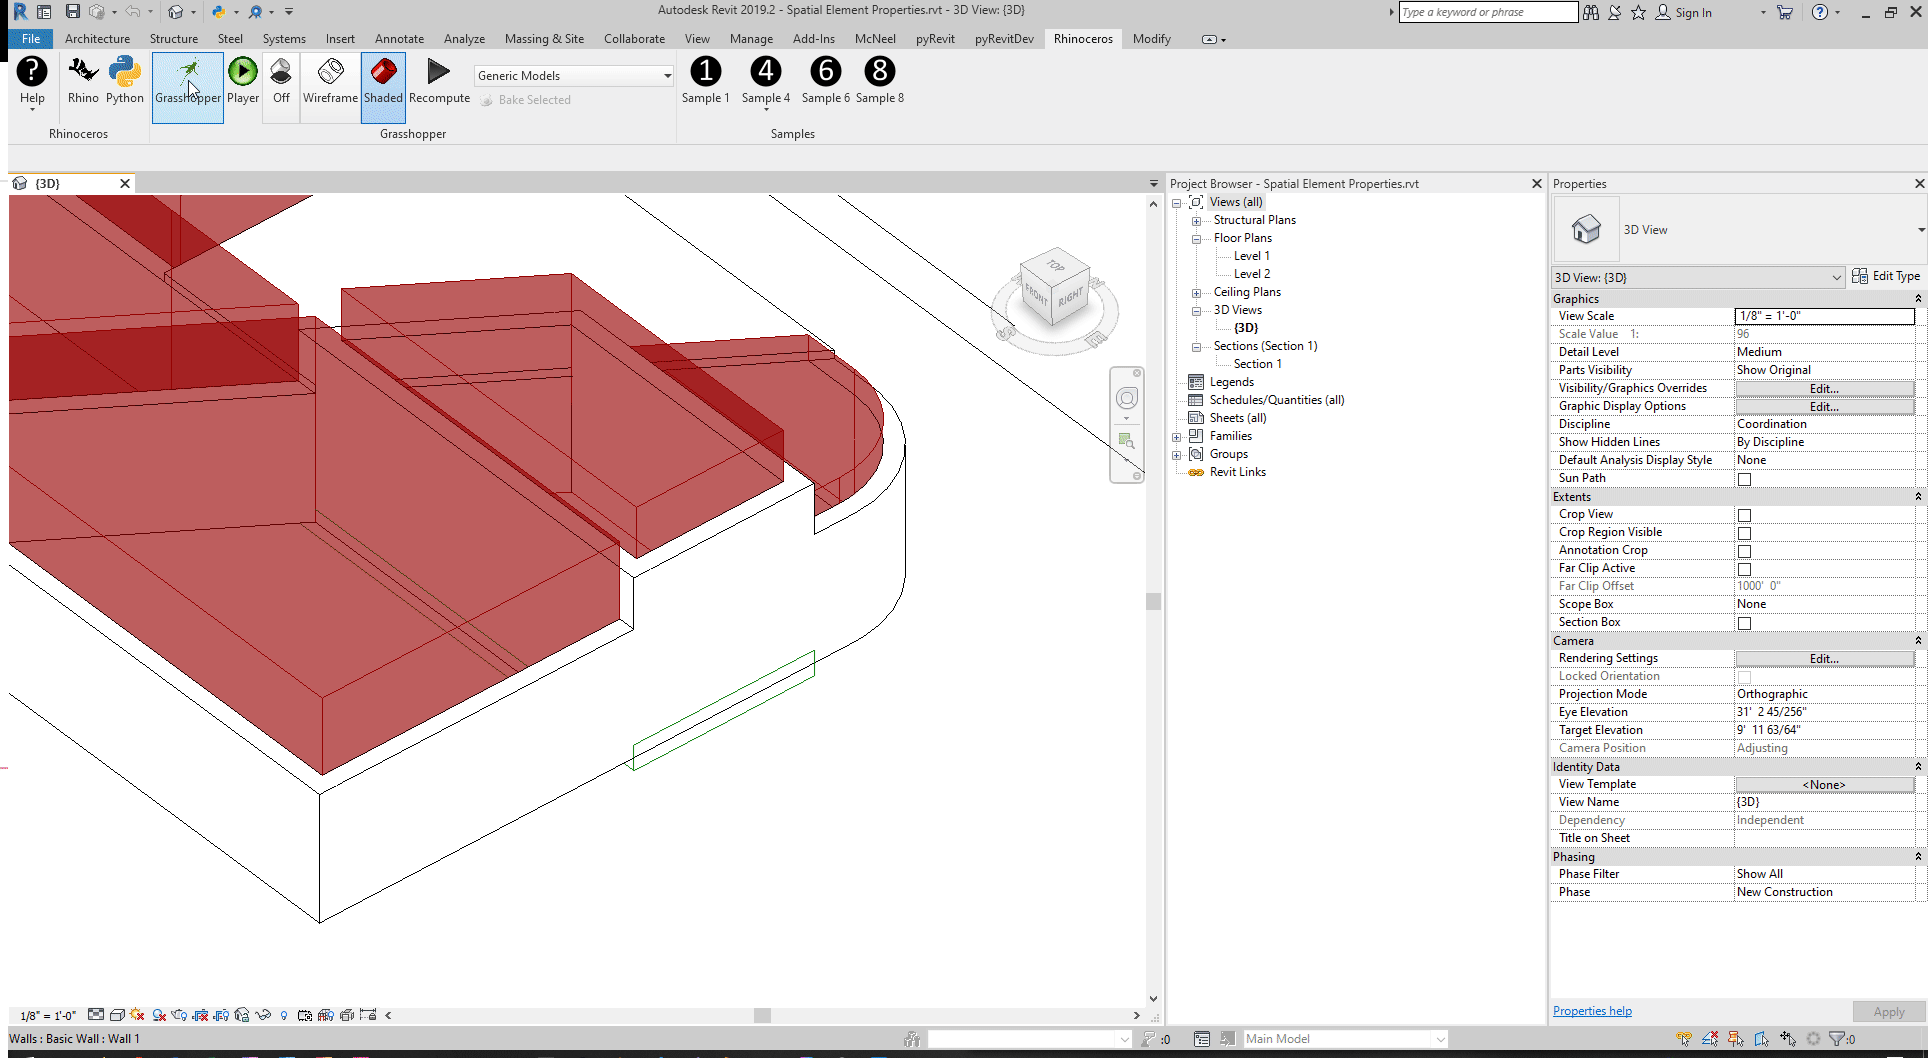 Autodesk Revit 2019.2 - Spatial Element Properties.rvt - 3D View: {3D}
Type a keyword or phrase
Sign In
File Architecture Structure Steel Systems Insert Annotate Analyze Massing & Site Collaborate View Manage Add-Ins McNeel pyRevit pyRevitDev Rhinoceros Modify
Generic Models
Bake Selected
Help Rhino Python Grasshopper Player Off Wireframe Shaded Recompute
1 4 6 8
Sample 1 Sample 4 Sample 6 Sample 8
Rhinoceros Grasshopper Samples
{3D}
TOP
FRONT
RIGHT
S
E
Project Browser - Spatial Element Properties.rvt
Views (all)
Structural Plans
Floor Plans
Level 1
Level 2
Ceiling Plans
3D Views
{3D}
Sections (Section 1)
Section 1
Legends
Schedules/Quantities (all)
Sheets (all)
Families
Groups
Revit Links
Properties
3D View
3D View: {3D}
Edit Type
Graphics
View Scale 1/8" = 1'-0"
Scale Value 1: 96
Detail Level Medium
Parts Visibility Show Original
Visibility/Graphics Overrides Edit...
Graphic Display Options Edit...
Discipline Coordination
Show Hidden Lines By Discipline
Default Analysis Display Style None
Sun Path
Extents
Crop View
Crop Region Visible
Annotation Crop
Far Clip Active
Far Clip Offset 1000' 0"
Scope Box None
Section Box
Camera
Rendering Settings Edit...
Locked Orientation
Projection Mode Orthographic
Eye Elevation 31' 2 45/256"
Target Elevation 9' 11 63/64"
Camera Position Adjusting
Identity Data
View Template <None>
View Name {3D}
Dependency Independent
Title on Sheet
Phasing
Phase Filter Show All
Phase New Construction
Properties help
Apply
1/8" = 1'-0"
Walls : Basic Wall : Wall 1
:0
Main Model
:0